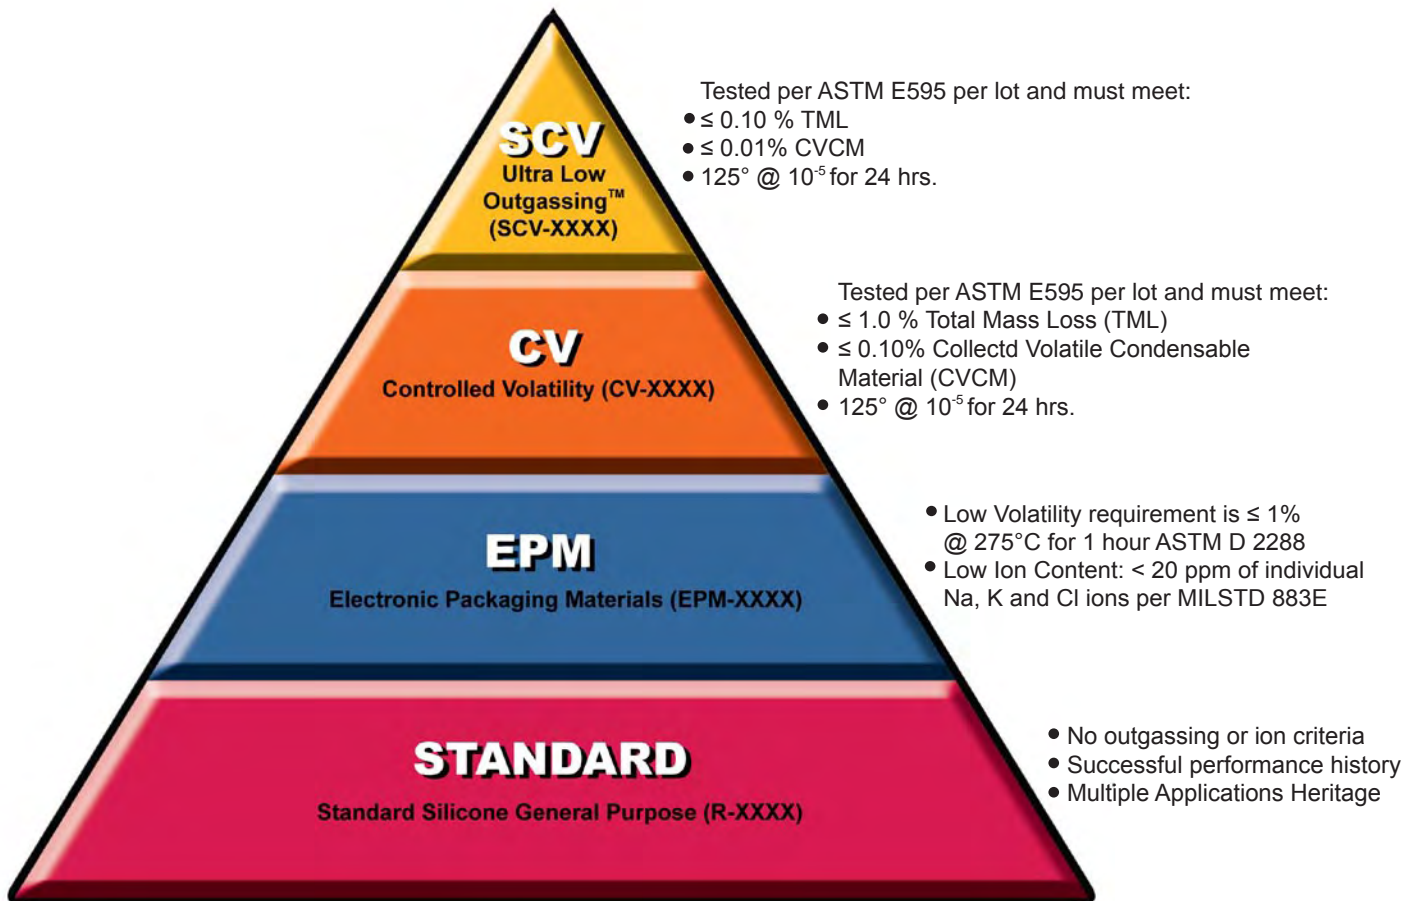 SCV
Ultra Low
Outgassing™
(SCV-XXXX)
Tested per ASTM E595 per lot and must meet:
• ≤ 0.10 % TML
• ≤ 0.01% CVCM
• 125° @ 10⁻⁵ for 24 hrs.
CV
Controlled Volatility (CV-XXXX)
Tested per ASTM E595 per lot and must meet:
• ≤ 1.0 % Total Mass Loss (TML)
• ≤ 0.10% Collectd Volatile Condensable
Material (CVCM)
• 125° @ 10⁻⁵ for 24 hrs.
EPM
Electronic Packaging Materials (EPM-XXXX)
• Low Volatility requirement is ≤ 1%
@ 275°C for 1 hour ASTM D 2288
• Low Ion Content: < 20 ppm of individual
Na, K and Cl ions per MILSTD 883E
STANDARD
Standard Silicone General Purpose (R-XXXX)
• No outgassing or ion criteria
• Successful performance history
• Multiple Applications Heritage